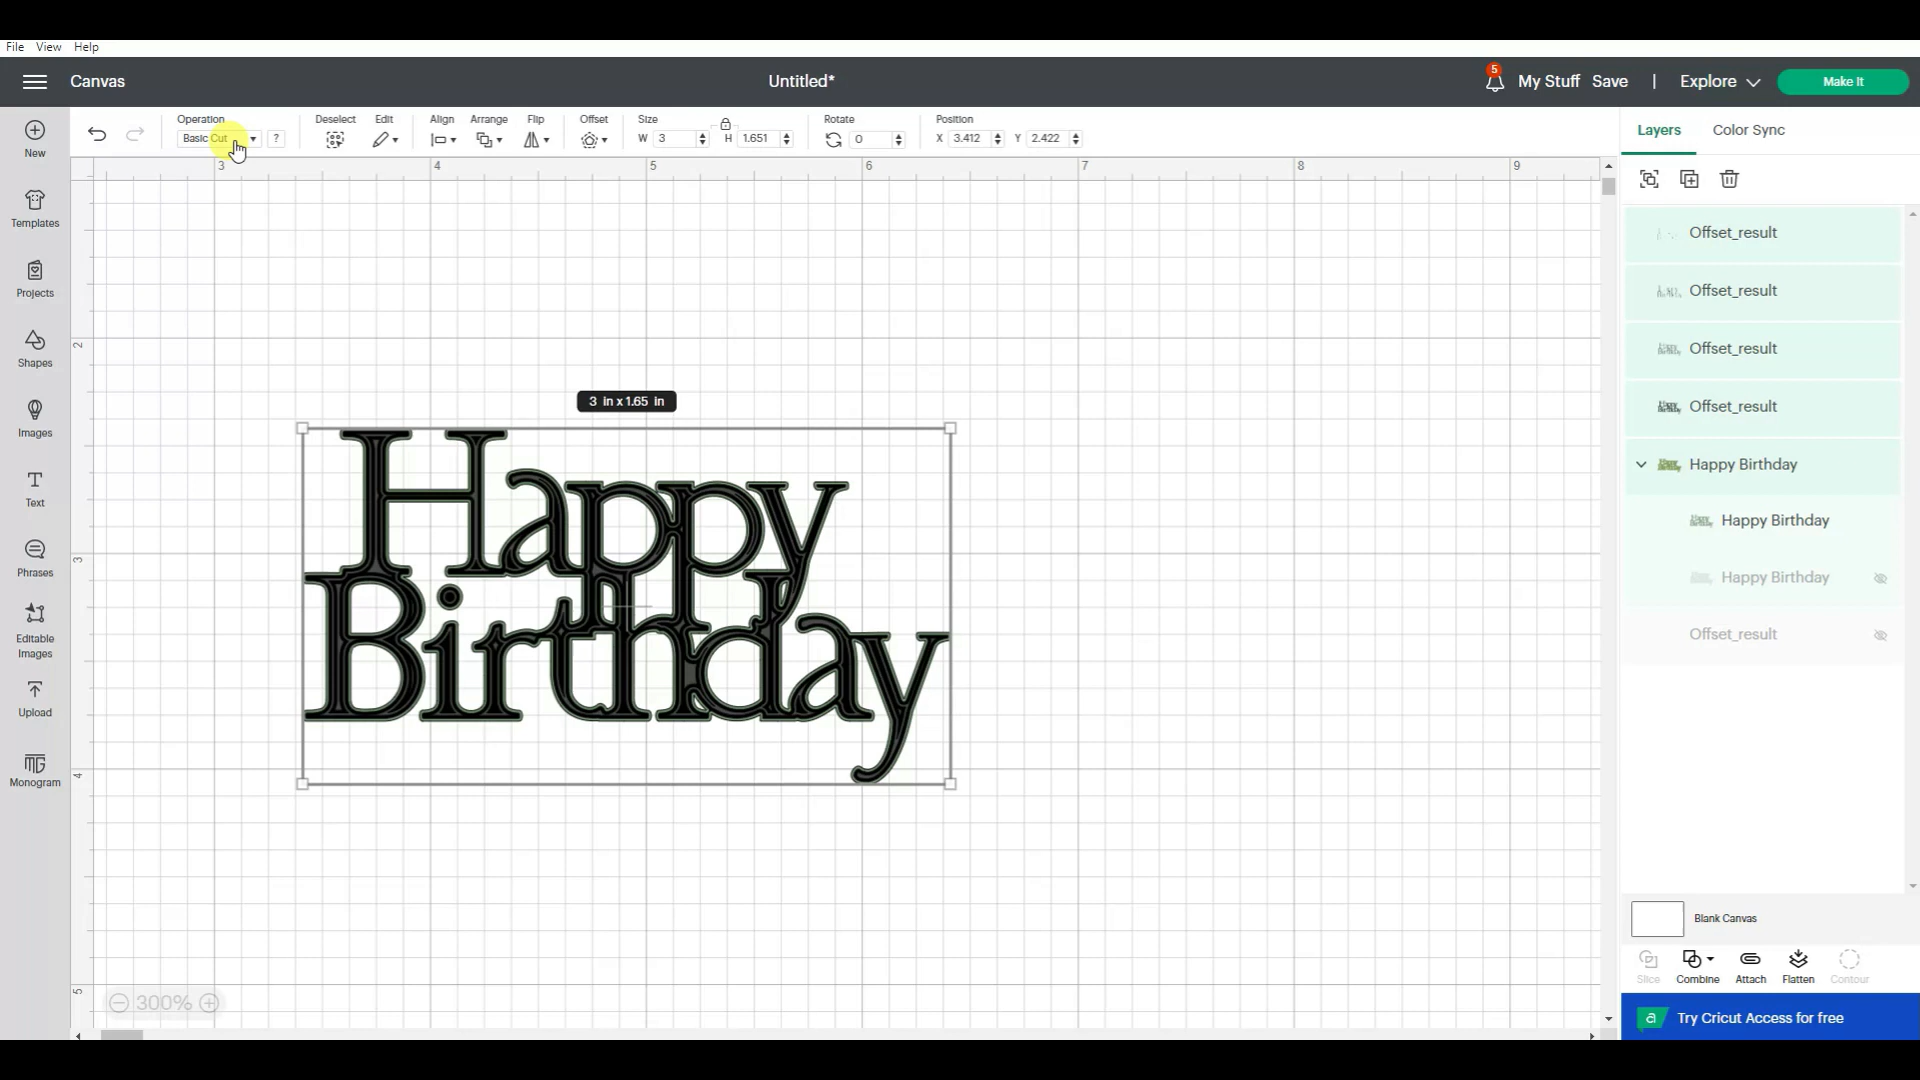 File View Help
Canvas Untitled* 5 My Stuff Save | Explore Make It
Operation Deselect Edit Align Arrange Flip Offset Size Rotate Position
Basic Cut ? W 3 H 1.651 0 X 3.412 Y 2.422
Layers Color Sync
3 4 5 6 7 8 9
2
3
4
5
New
Templates
Projects
Shapes
Images
Text
Phrases
Editable
Images
Upload
Monogram
3 in x 1.65 in
Happy
Birthday
300%
Offset_result
Offset_result
Offset_result
Offset_result
Happy Birthday
Happy Birthday
Happy Birthday
Offset_result
Blank Canvas
Slice Combine Attach Flatten Contour
a Try Cricut Access for free